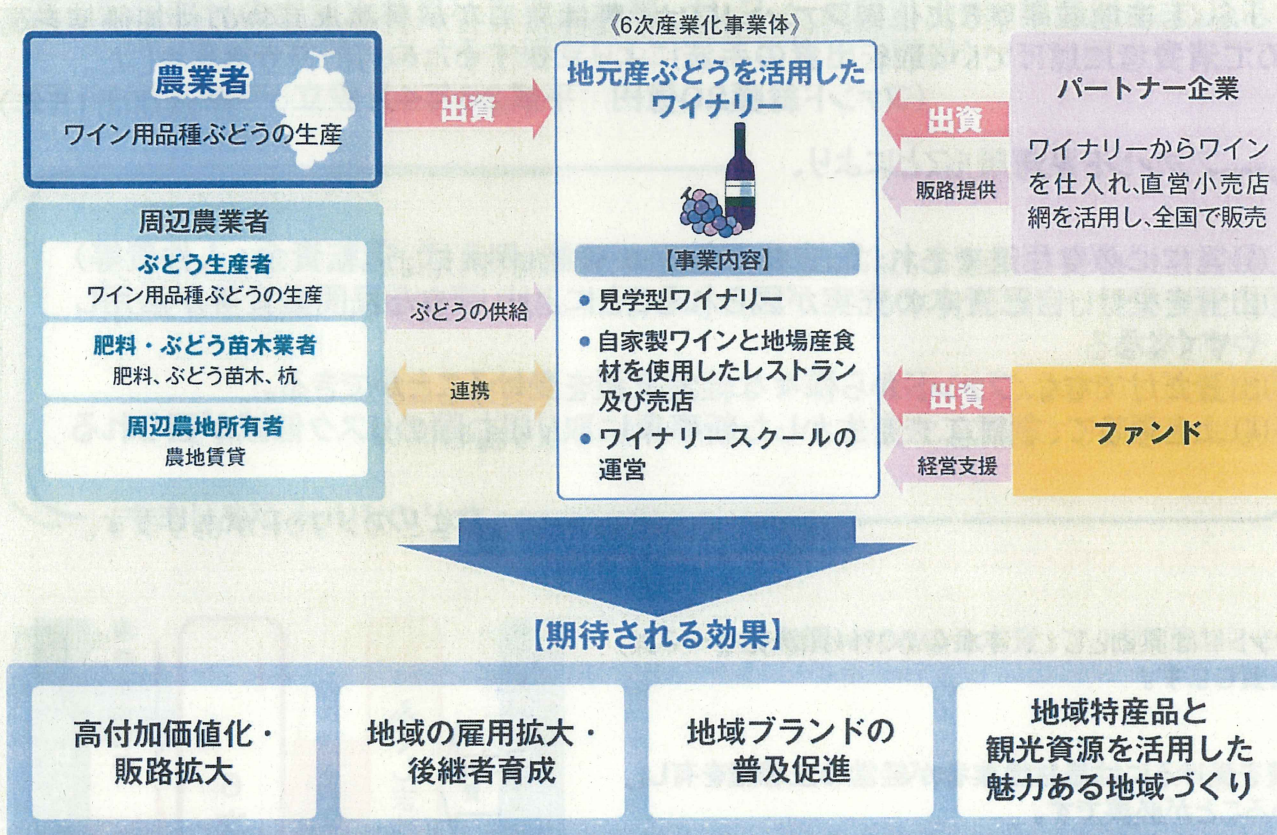 農業者
ワイン用品種ぶどうの生産
周辺農業者
ぶどう生産者
ワイン用品種ぶどうの生産
肥料・ぶどう苗木業者
肥料、ぶどう苗木、杭
周辺農地所有者
農地賃貸
出資
ぶどうの供給
連携
《6次産業化事業体》
地元産ぶどうを活用した
ワイナリー
【事業内容】
• 見学型ワイナリー
• 自家製ワインと地場産食
材を使用したレストラン
及び売店
• ワイナリースクールの
運営
出資
販路提供
出資
経営支援
パートナー企業
ワイナリーからワイン
を仕入れ、直営小売店
網を活用し、全国で販売
ファンド
【期待される効果】
高付加価値化・
販路拡大
地域の雇用拡大・
後継者育成
地域ブランドの
普及促進
地域特産品と
観光資源を活用した
魅力ある地域づくり